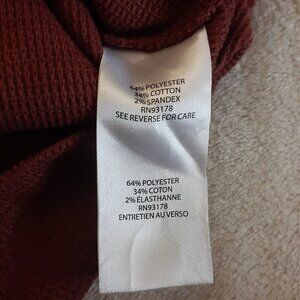 64% POLYESTER
34% COTTON
2% SPANDEX
RN93178
SEE REVERSE FOR CARE
64% POLYESTER
34% COTON
2% ÉLASTHANNE
RN93178
ENTRETIEN AU VERSO